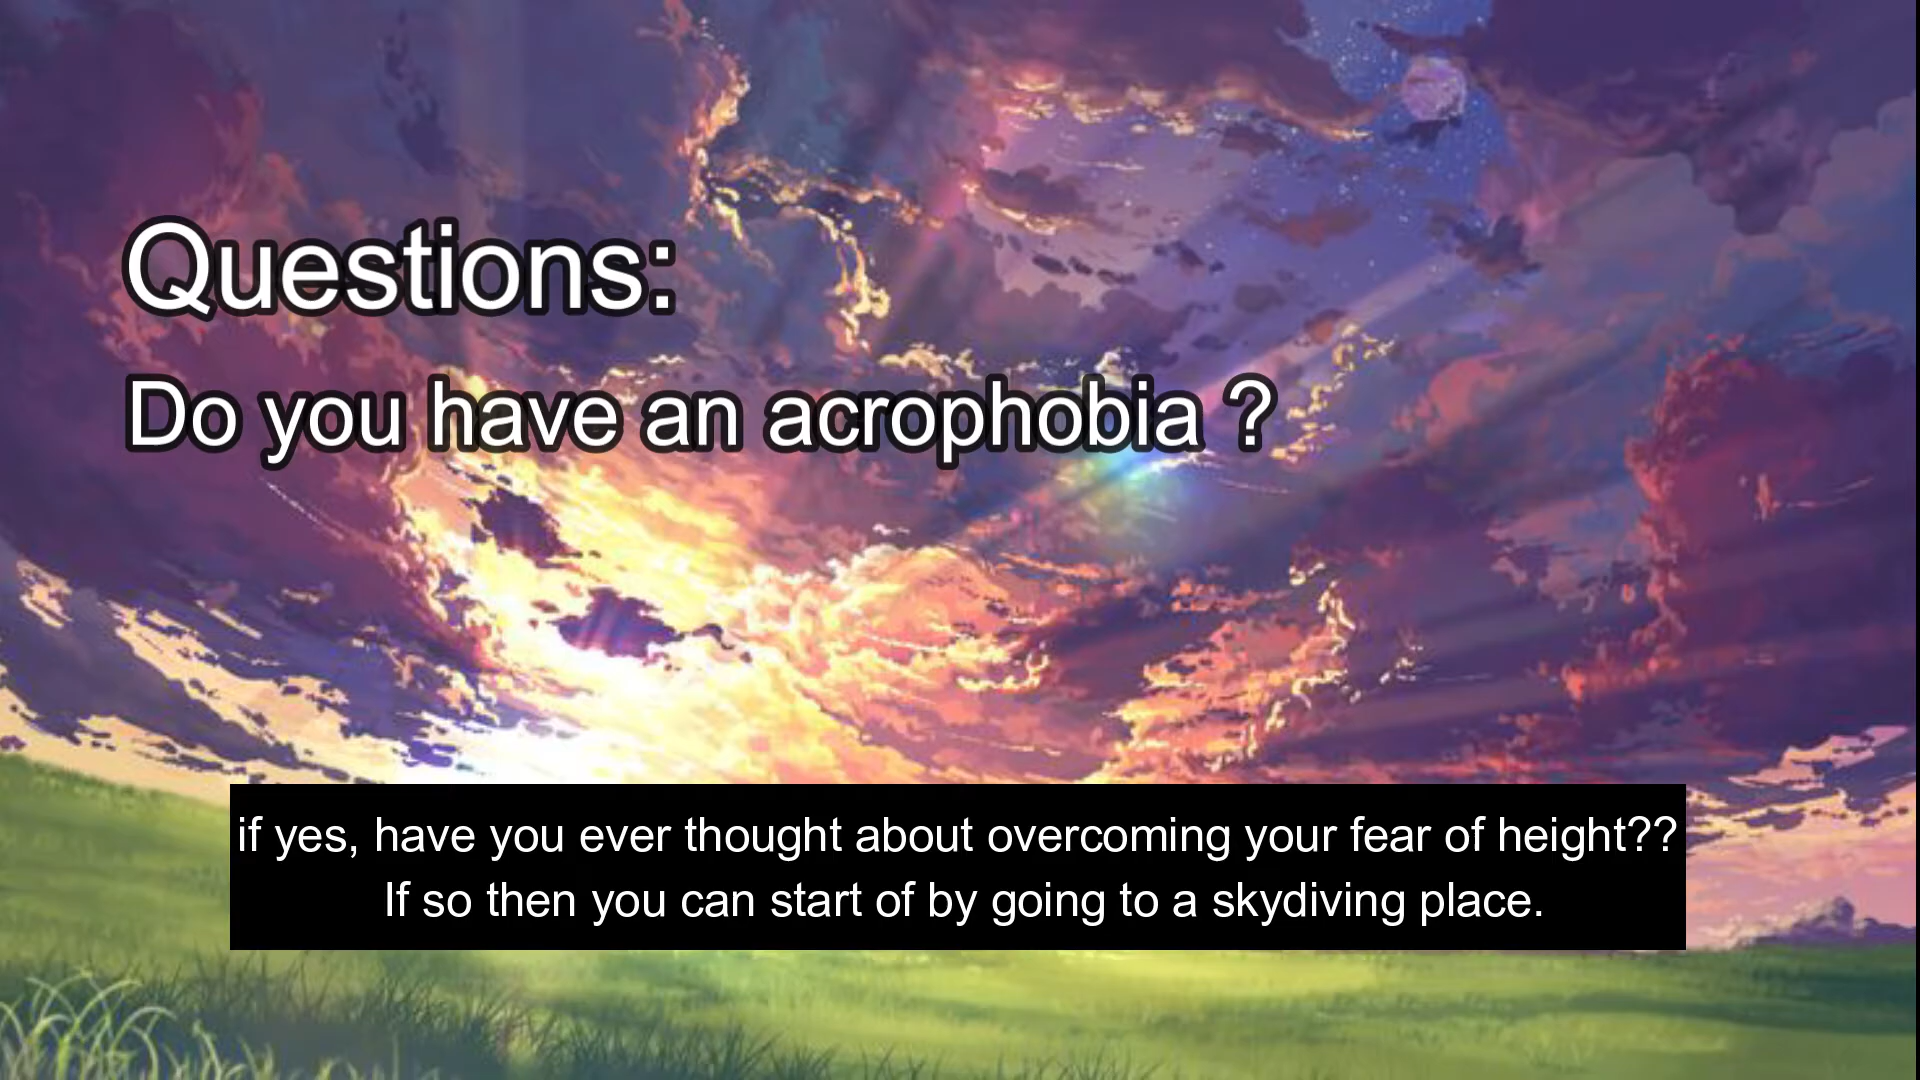 Questions:
Do you have an acrophobia ?
if yes, have you ever thought about overcoming your fear of height??
If so then you can start of by going to a skydiving place.